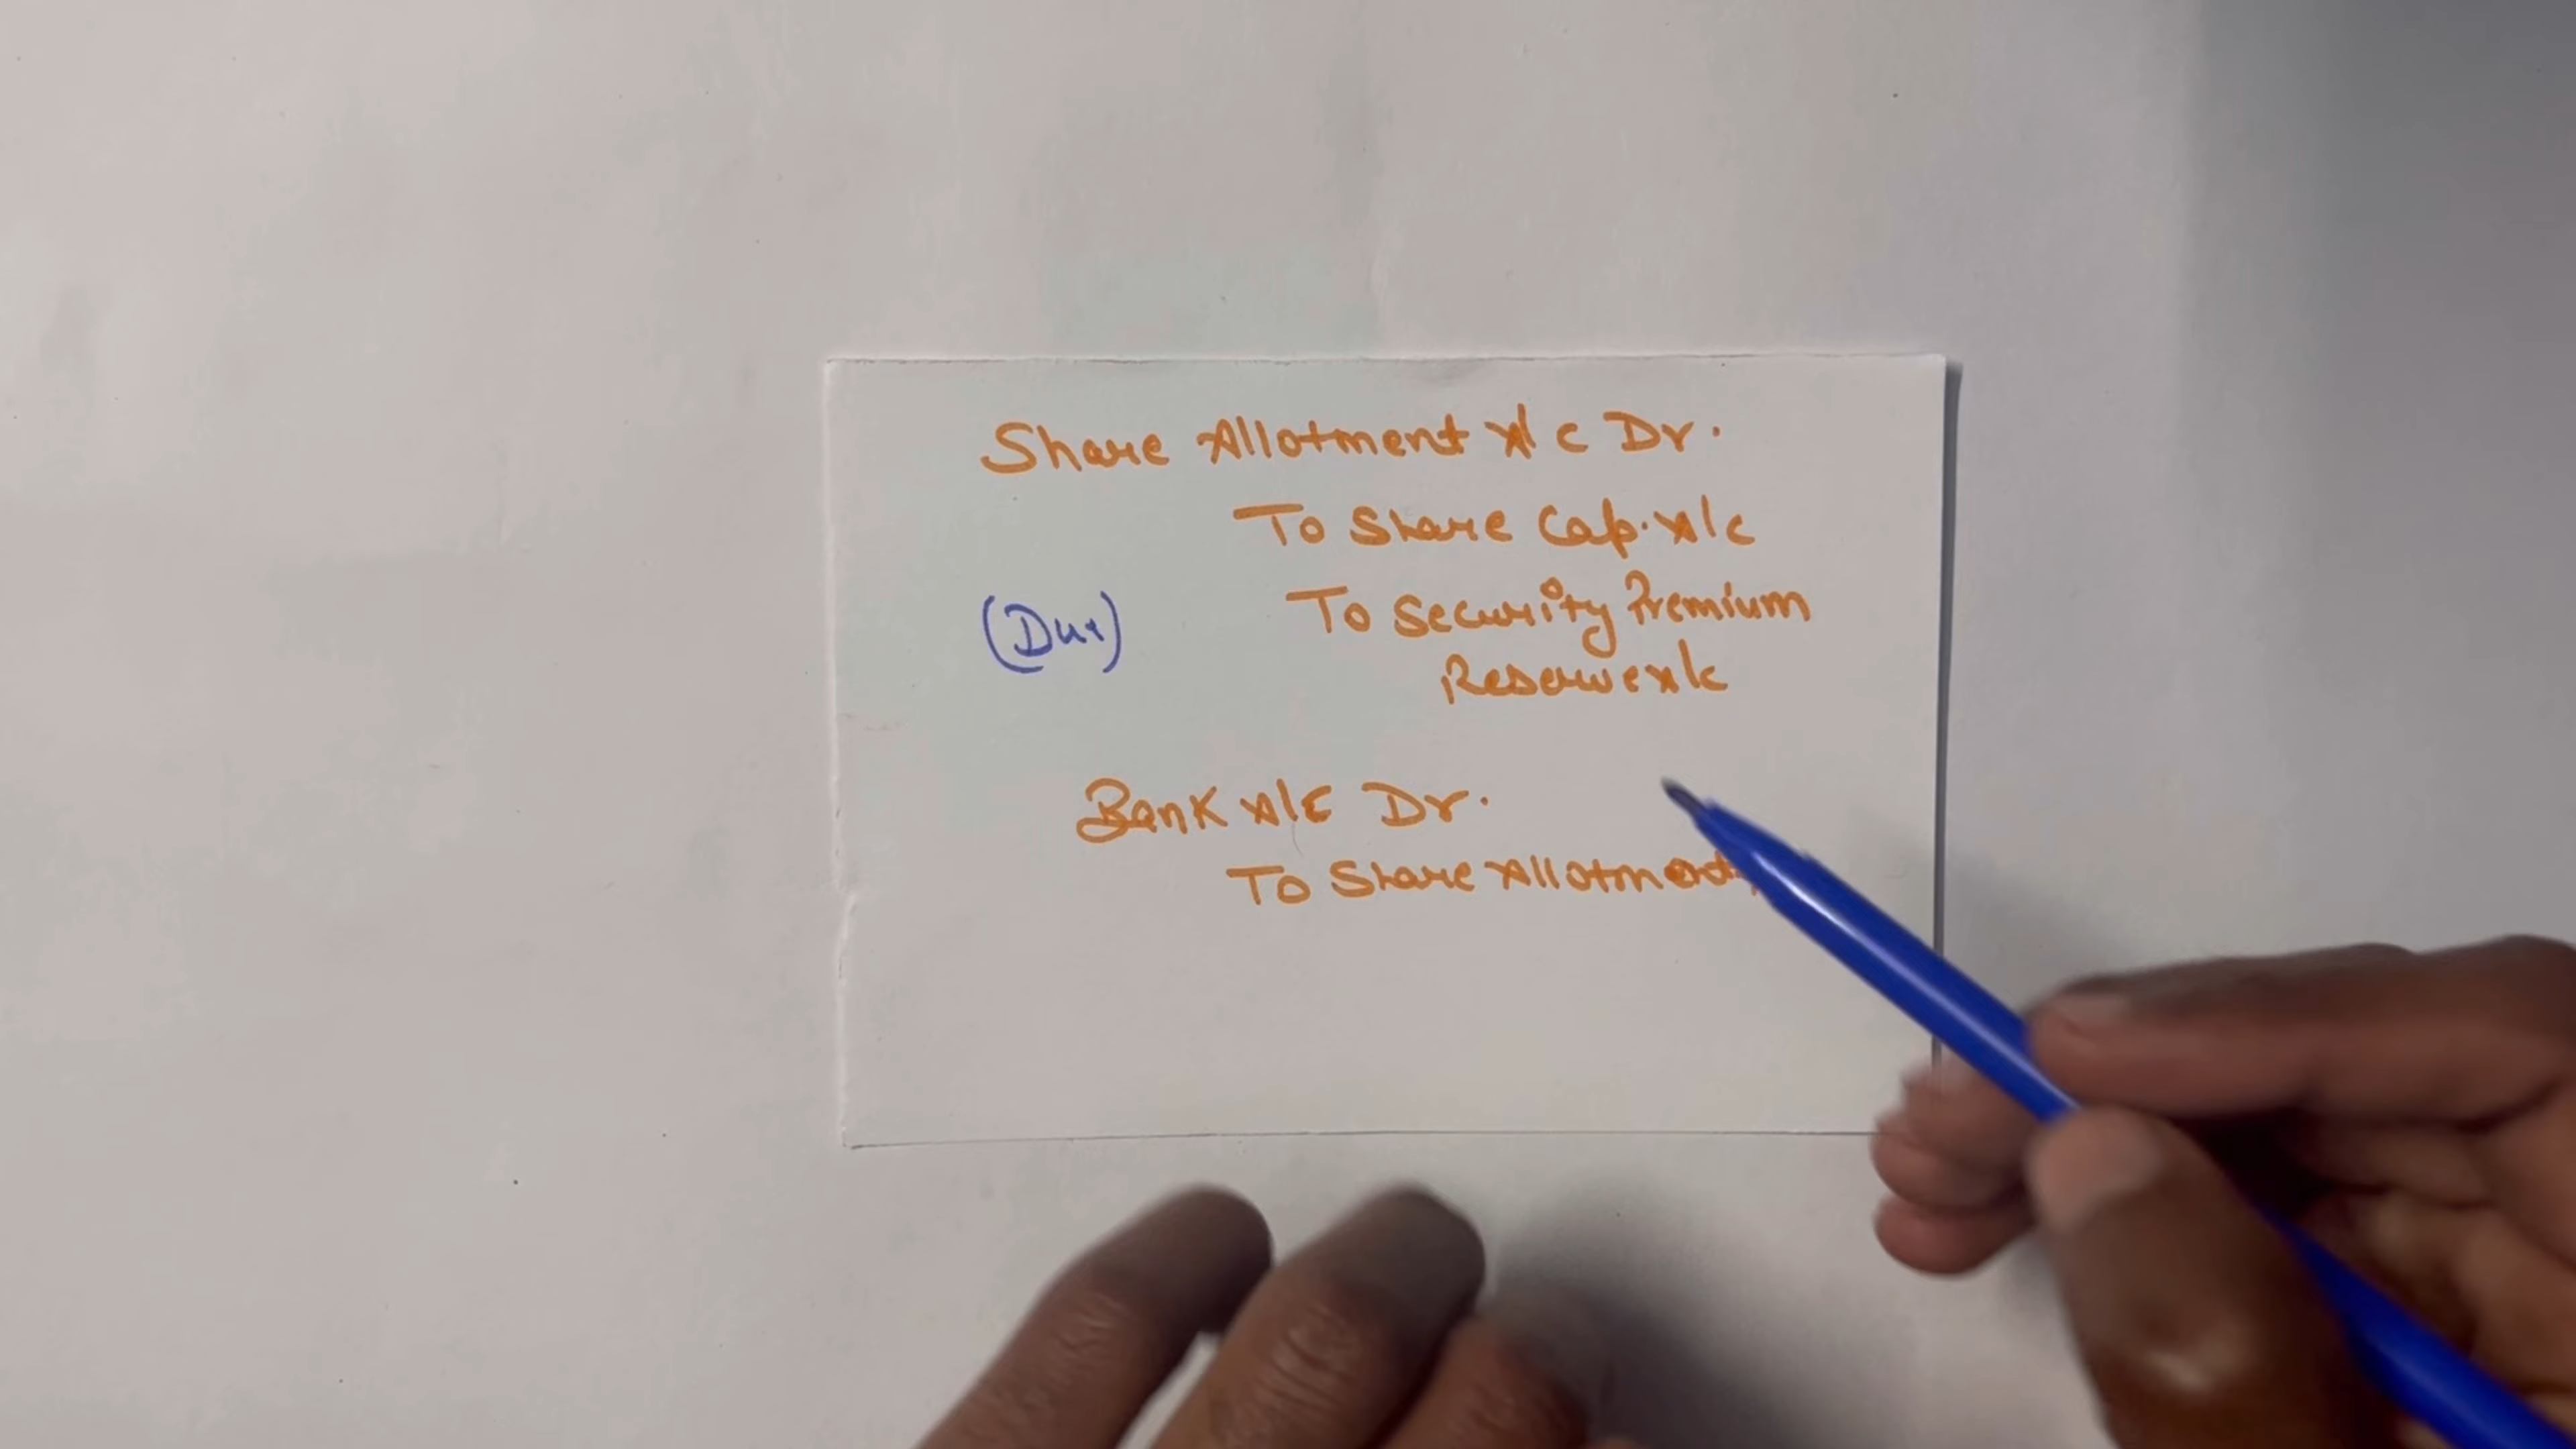 Share Allotment A/c Dr.
To Share Cap. A/c
(Due)
To Security Premium
Reserve A/c
Bank A/c Dr.
To Share Allotment